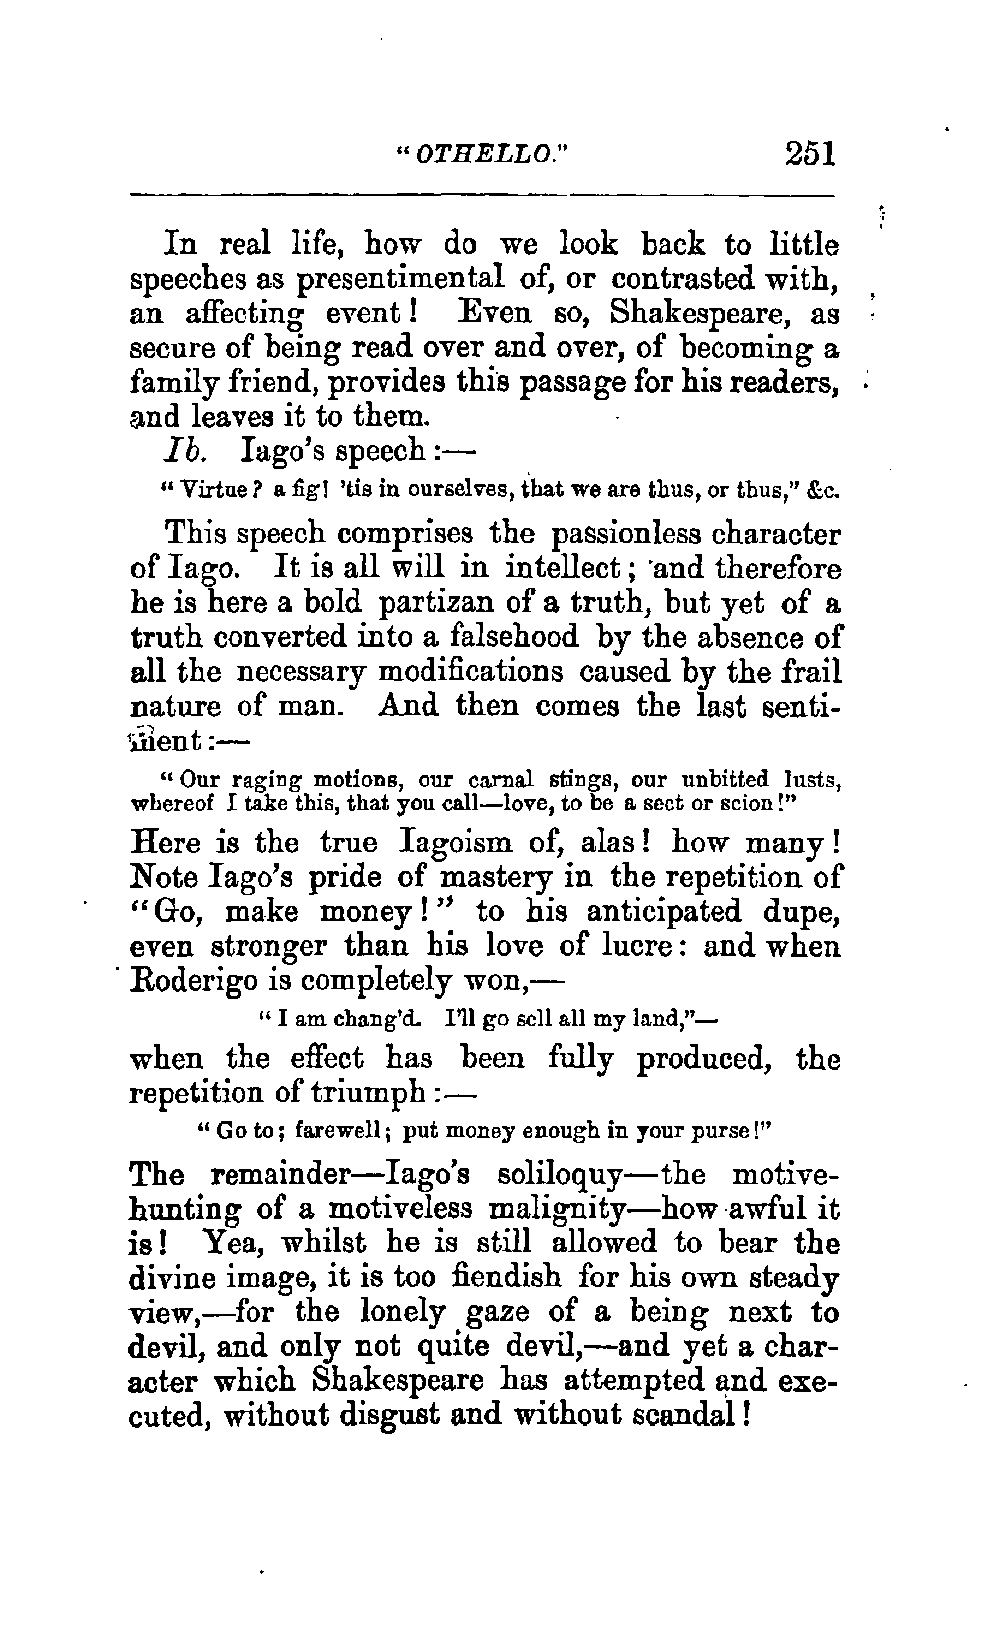 "OTHELLO." 251
In real life, how do we look back to little
speeches as presentimental of, or contrasted with,
an affecting event! Even so, Shakespeare, as
secure of being read over and over, of becoming a
family friend, provides this passage for his readers,
and leaves it to them.
Ib. Iago's speech:—
"Virtue? a fig! 'tis in ourselves, that we are thus, or thus," &c.
This speech comprises the passionless character
of Iago. It is all will in intellect; and therefore
he is here a bold partizan of a truth, but yet of a
truth converted into a falsehood by the absence of
all the necessary modifications caused by the frail
nature of man. And then comes the last senti-
ment:—
"Our raging motions, our carnal stings, our unbitted lusts,
whereof I take this, that you call—love, to be a sect or scion!"
Here is the true Iagoism of, alas! how many!
Note Iago's pride of mastery in the repetition of
"Go, make money!" to his anticipated dupe,
even stronger than his love of lucre: and when
Roderigo is completely won,—
"I am chang'd. I'll go sell all my land,"—
when the effect has been fully produced, the
repetition of triumph:—
"Go to; farewell; put money enough in your purse!"
The remainder—Iago's soliloquy—the motive-
hunting of a motiveless malignity—how awful it
is! Yea, whilst he is still allowed to bear the
divine image, it is too fiendish for his own steady
view,—for the lonely gaze of a being next to
devil, and only not quite devil,—and yet a char-
acter which Shakespeare has attempted and exe-
cuted, without disgust and without scandal!